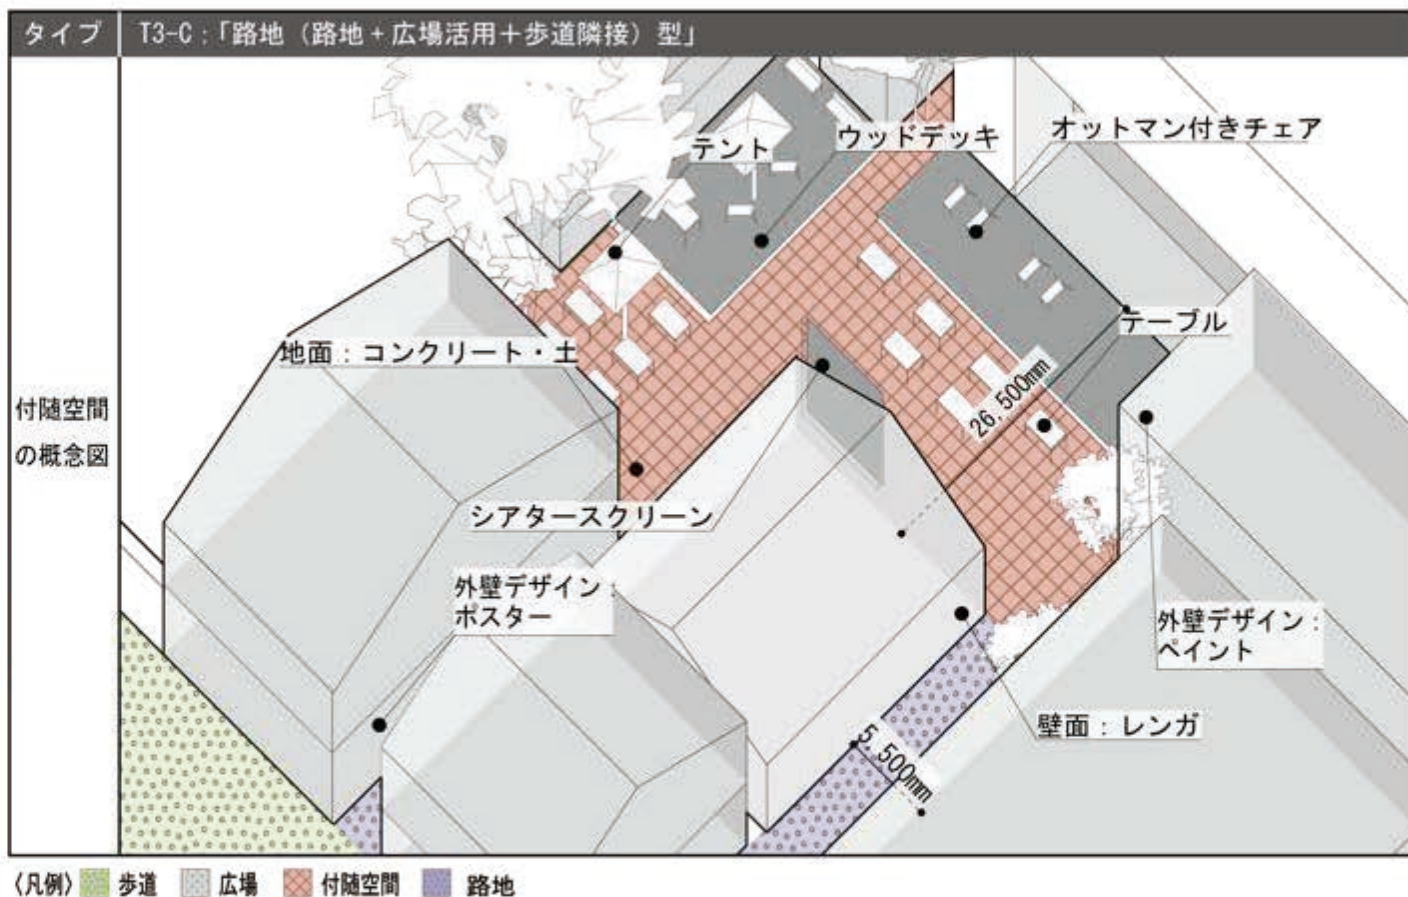 タイプ
T3-C：「路地（路地＋広場活用＋歩道隣接）型」
付随空間
の概念図
テント
ウッドデッキ
オットマン付きチェア
地面：コンクリート・土
テーブル
26,500mm
シアタースクリーン
外壁デザイン：
ポスター
外壁デザイン：
ペイント
壁面：レンガ
5,500mm
〈凡例〉 歩道 広場 付随空間 路地